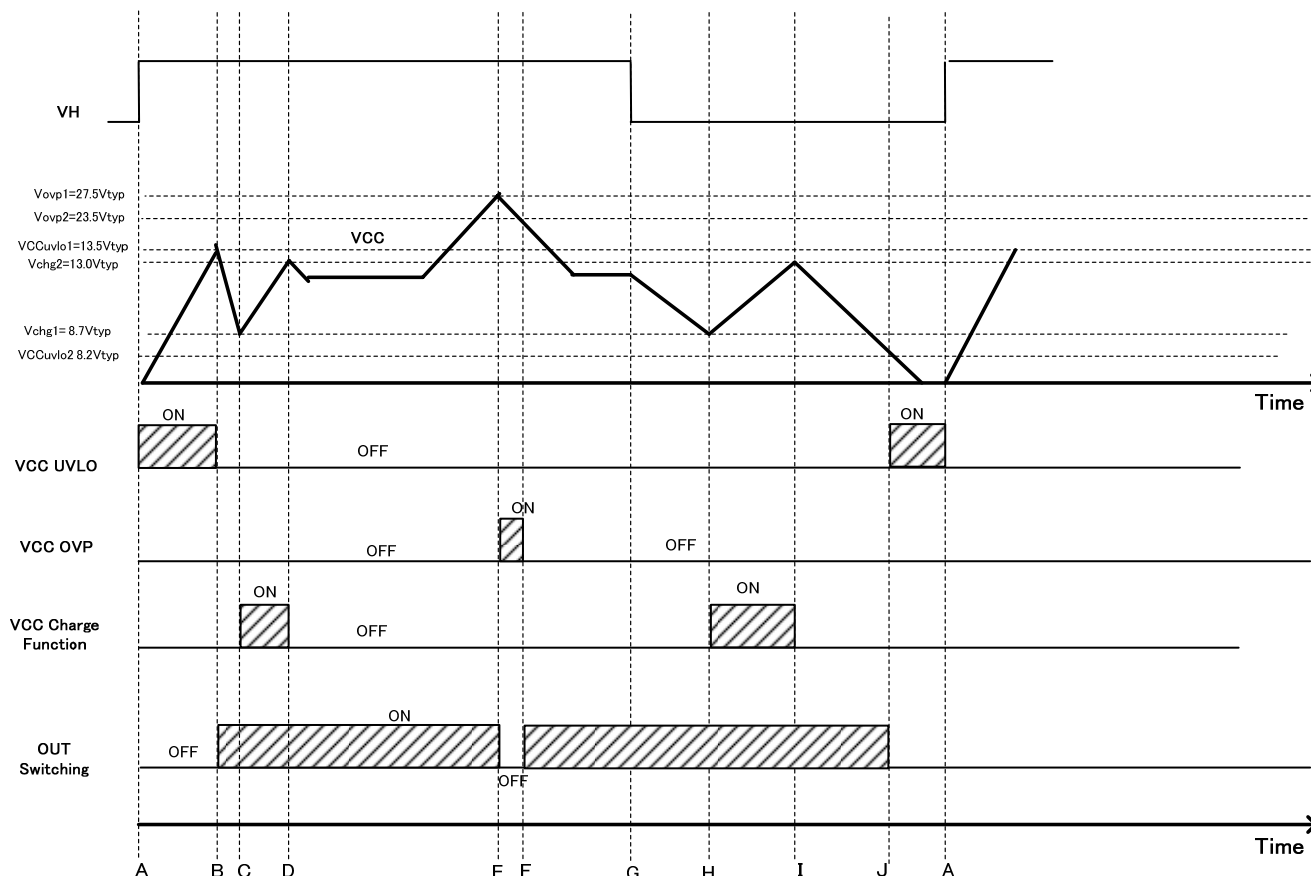 VH
Vovp1=27.5Vtyp
Vovp2=23.5Vtyp
VCCuvlo1=13.5Vtyp
Vchg2=13.0Vtyp
VCC
Vchg1= 8.7Vtyp
VCCuvlo2 8.2Vtyp
Time
ON
ON
VCC UVLO
OFF
ON
VCC OVP
OFF
OFF
ON
ON
VCC Charge
Function
OFF
ON
OUT
Switching
OFF
OFF
Time
A B C D E F G H I J A